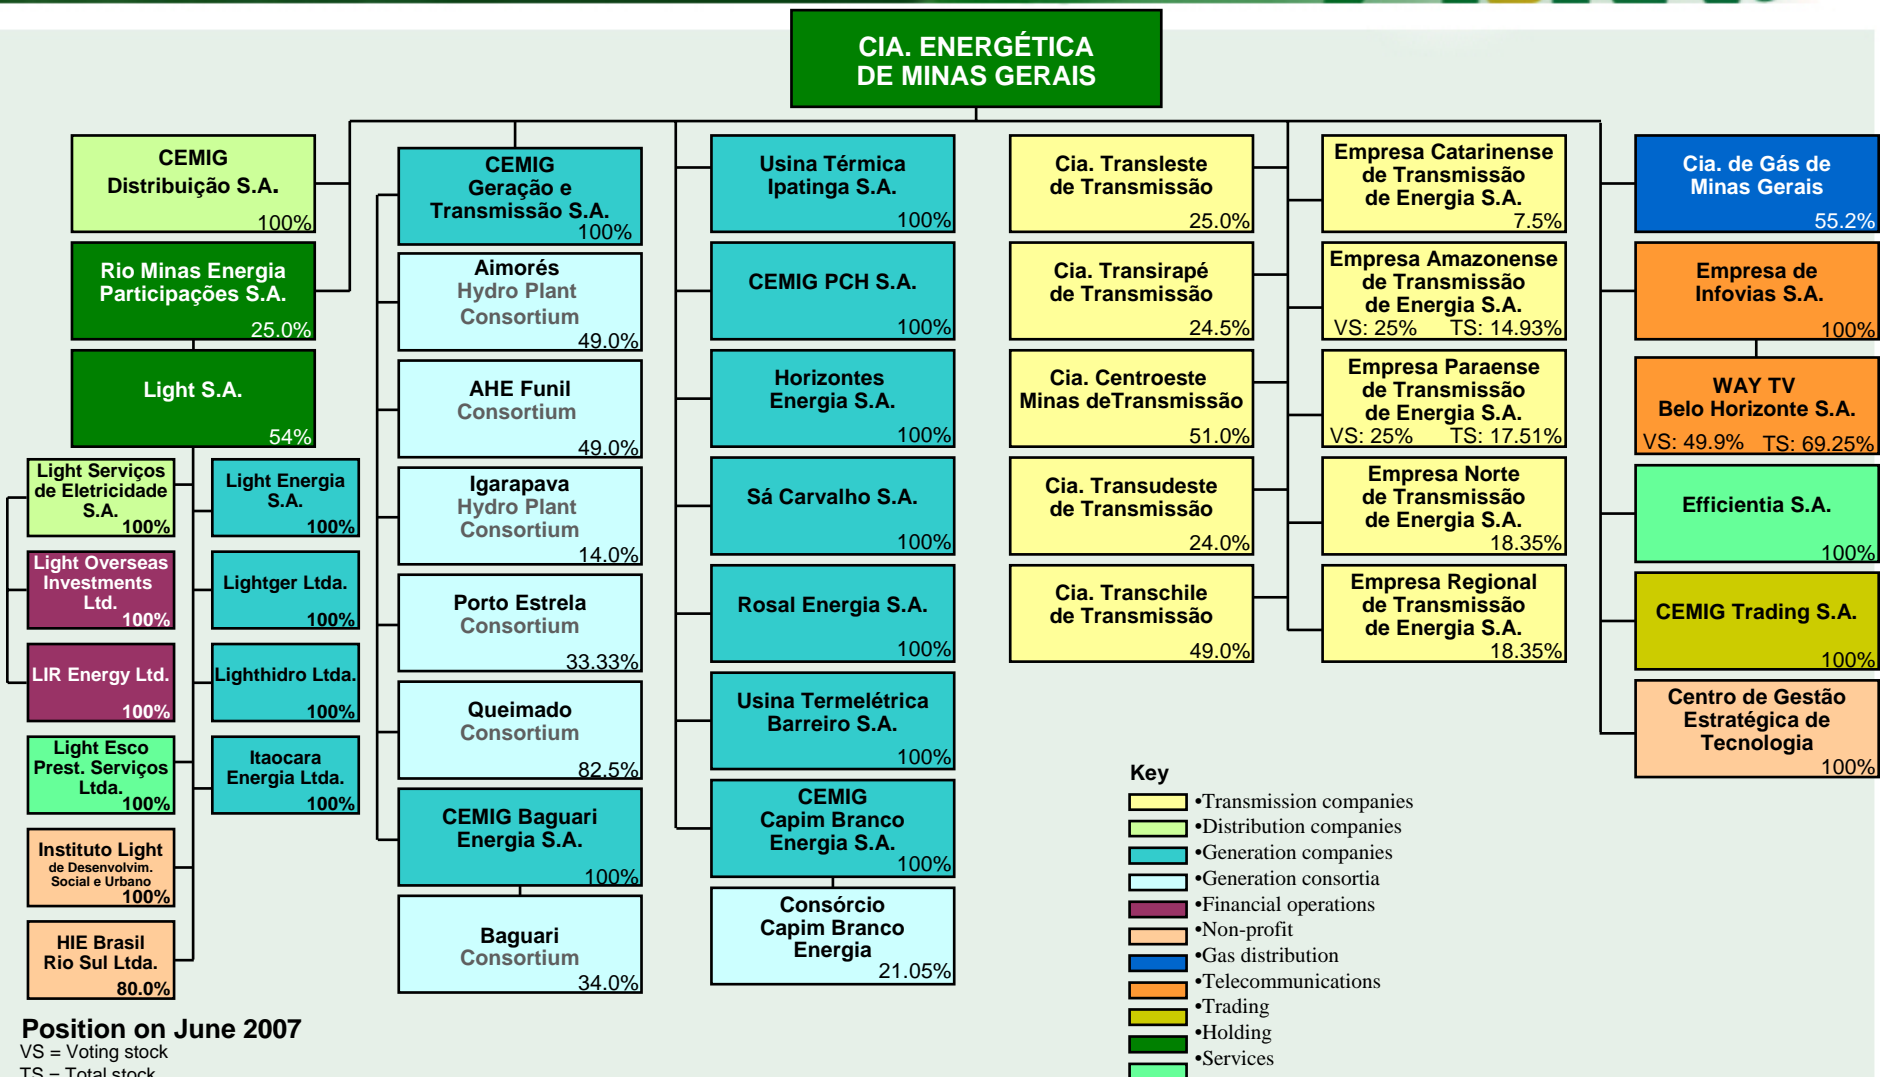 CIA. ENERGÉTICA
DE MINAS GERAIS
CEMIG
Distribuição S.A.
100%
Rio Minas Energia
Participações S.A.
25.0%
Light S.A.
54%
Light Serviços
de Eletricidade
S.A.
100%
Light Overseas
Investments
Ltd.
100%
LIR Energy Ltd.
100%
Light Esco
Prest. Serviços
Ltda.
100%
Instituto Light
de Desenvolvim.
Social e Urbano
100%
HIE Brasil
Rio Sul Ltda.
80.0%
Light Energia
S.A.
100%
Lightger Ltda.
100%
Lighthidro Ltda.
100%
Itaocara
Energia Ltda.
100%
CEMIG
Geração e
Transmissão S.A.
100%
Aimorés
Hydro Plant
Consortium
49.0%
AHE Funil
Consortium
49.0%
Igarapava
Hydro Plant
Consortium
14.0%
Porto Estrela
Consortium
33.33%
Queimado
Consortium
82.5%
CEMIG Baguari
Energia S.A.
100%
Baguari
Consortium
34.0%
Usina Térmica
Ipatinga S.A.
100%
CEMIG PCH S.A.
100%
Horizontes
Energia S.A.
100%
Sá Carvalho S.A.
100%
Rosal Energia S.A.
100%
Usina Termelétrica
Barreiro S.A.
100%
CEMIG
Capim Branco
Energia S.A.
100%
Consórcio
Capim Branco
Energia
21.05%
Cia. Transleste
de Transmissão
25.0%
Cia. Transirapé
de Transmissão
24.5%
Cia. Centroeste
Minas deTransmissão
51.0%
Cia. Transudeste
de Transmissão
24.0%
Cia. Transchile
de Transmissão
49.0%
Empresa Catarinense
de Transmissão
de Energia S.A.
7.5%
Empresa Amazonense
de Transmissão
de Energia S.A.
VS: 25% TS: 14.93%
Empresa Paraense
de Transmissão
de Energia S.A.
VS: 25% TS: 17.51%
Empresa Norte
de Transmissão
de Energia S.A.
18.35%
Empresa Regional
de Transmissão
de Energia S.A.
18.35%
Cia. de Gás de
Minas Gerais
55.2%
Empresa de
Infovias S.A.
100%
WAY TV
Belo Horizonte S.A.
VS: 49.9% TS: 69.25%
Efficientia S.A.
100%
CEMIG Trading S.A.
100%
Centro de Gestão
Estratégica de
Tecnologia
100%
Key
•Transmission companies
•Distribution companies
•Generation companies
•Generation consortia
•Financial operations
•Non-profit
•Gas distribution
•Telecommunications
•Trading
•Holding
•Services
Position on June 2007
VS = Voting stock
TS = Total stock